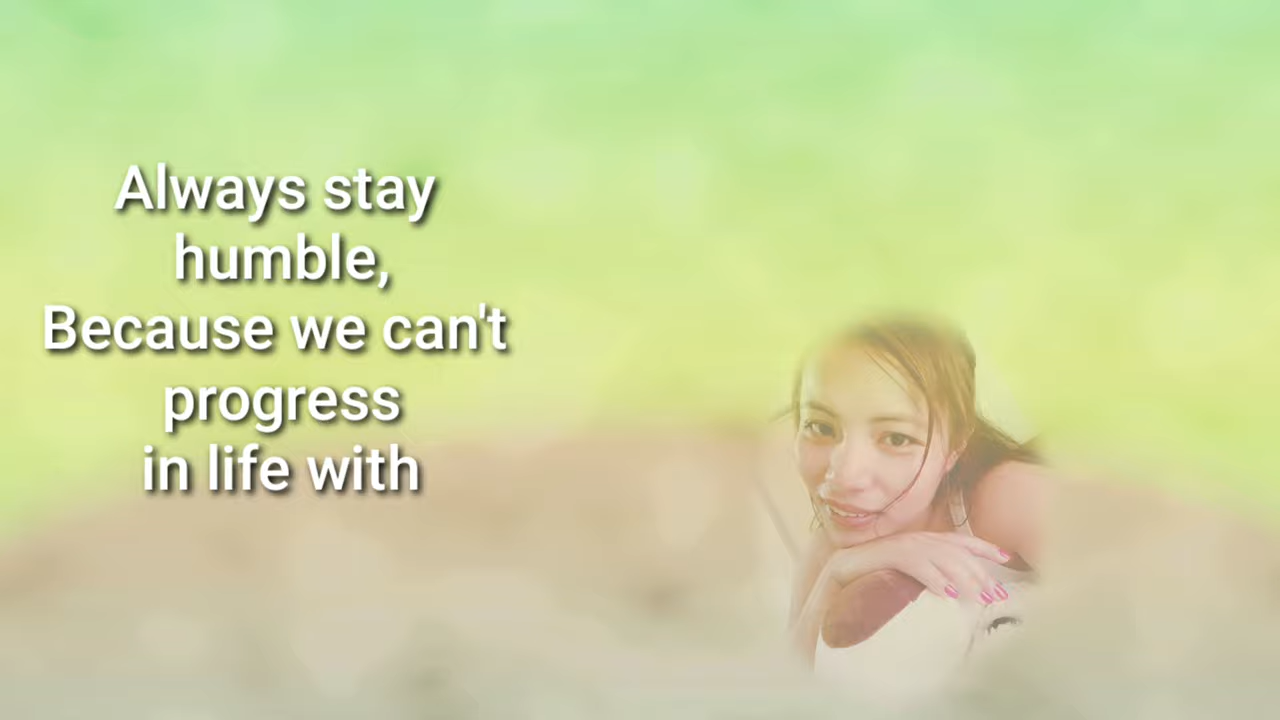 Always stay
humble,
Because we can't
progress
in life with